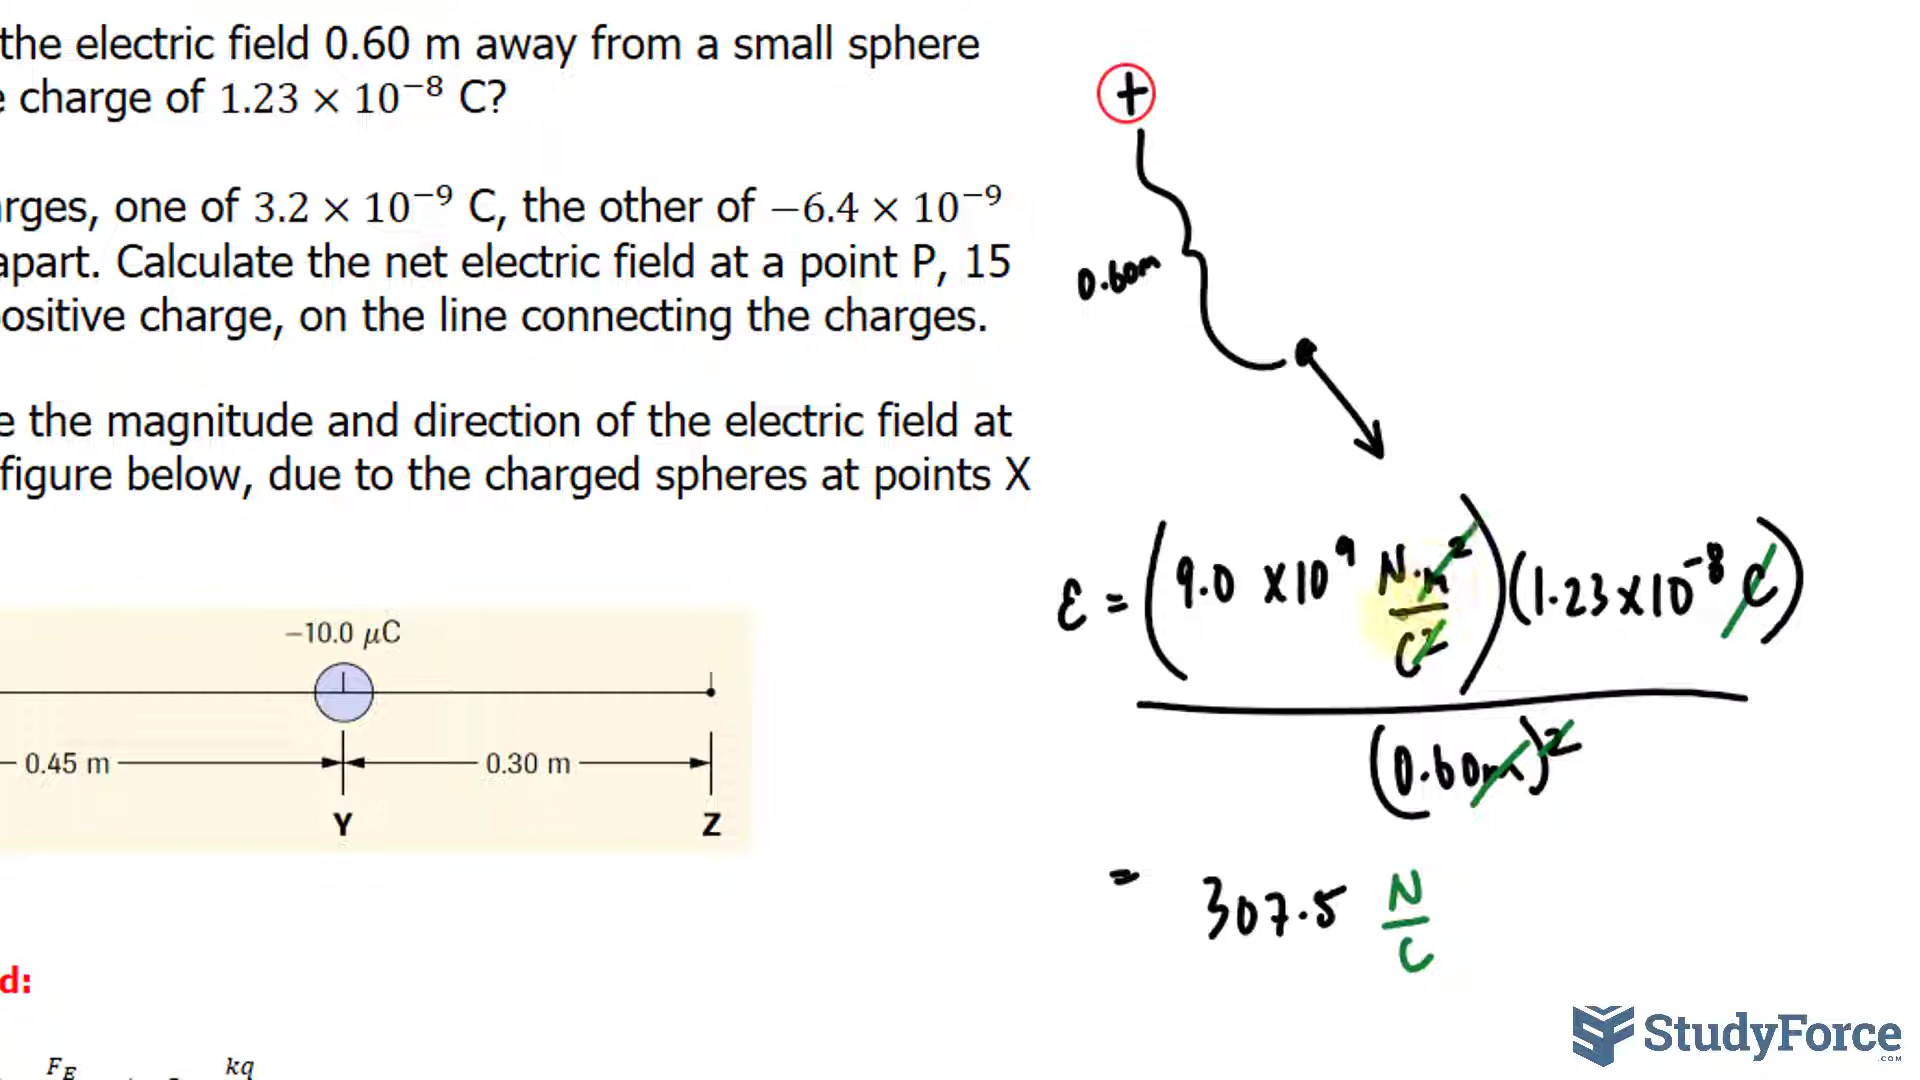 the electric field 0.60 m away from a small sphere
e charge of 1.23 × 10⁻⁸ C?
arges, one of 3.2 × 10⁻⁹ C, the other of −6.4 × 10⁻⁹
apart. Calculate the net electric field at a point P, 15
ositive charge, on the line connecting the charges.
e the magnitude and direction of the electric field at
figure below, due to the charged spheres at points X
−10.0 μC
0.45 m
0.30 m
Y
Z
d:
F_E
kq
+
0.60m
ε = (9.0 ×10⁹ N·m²/C²)(1.23×10⁻⁸ C)
(0.60m)²
= 307.5 N/C
StudyForce
.COM